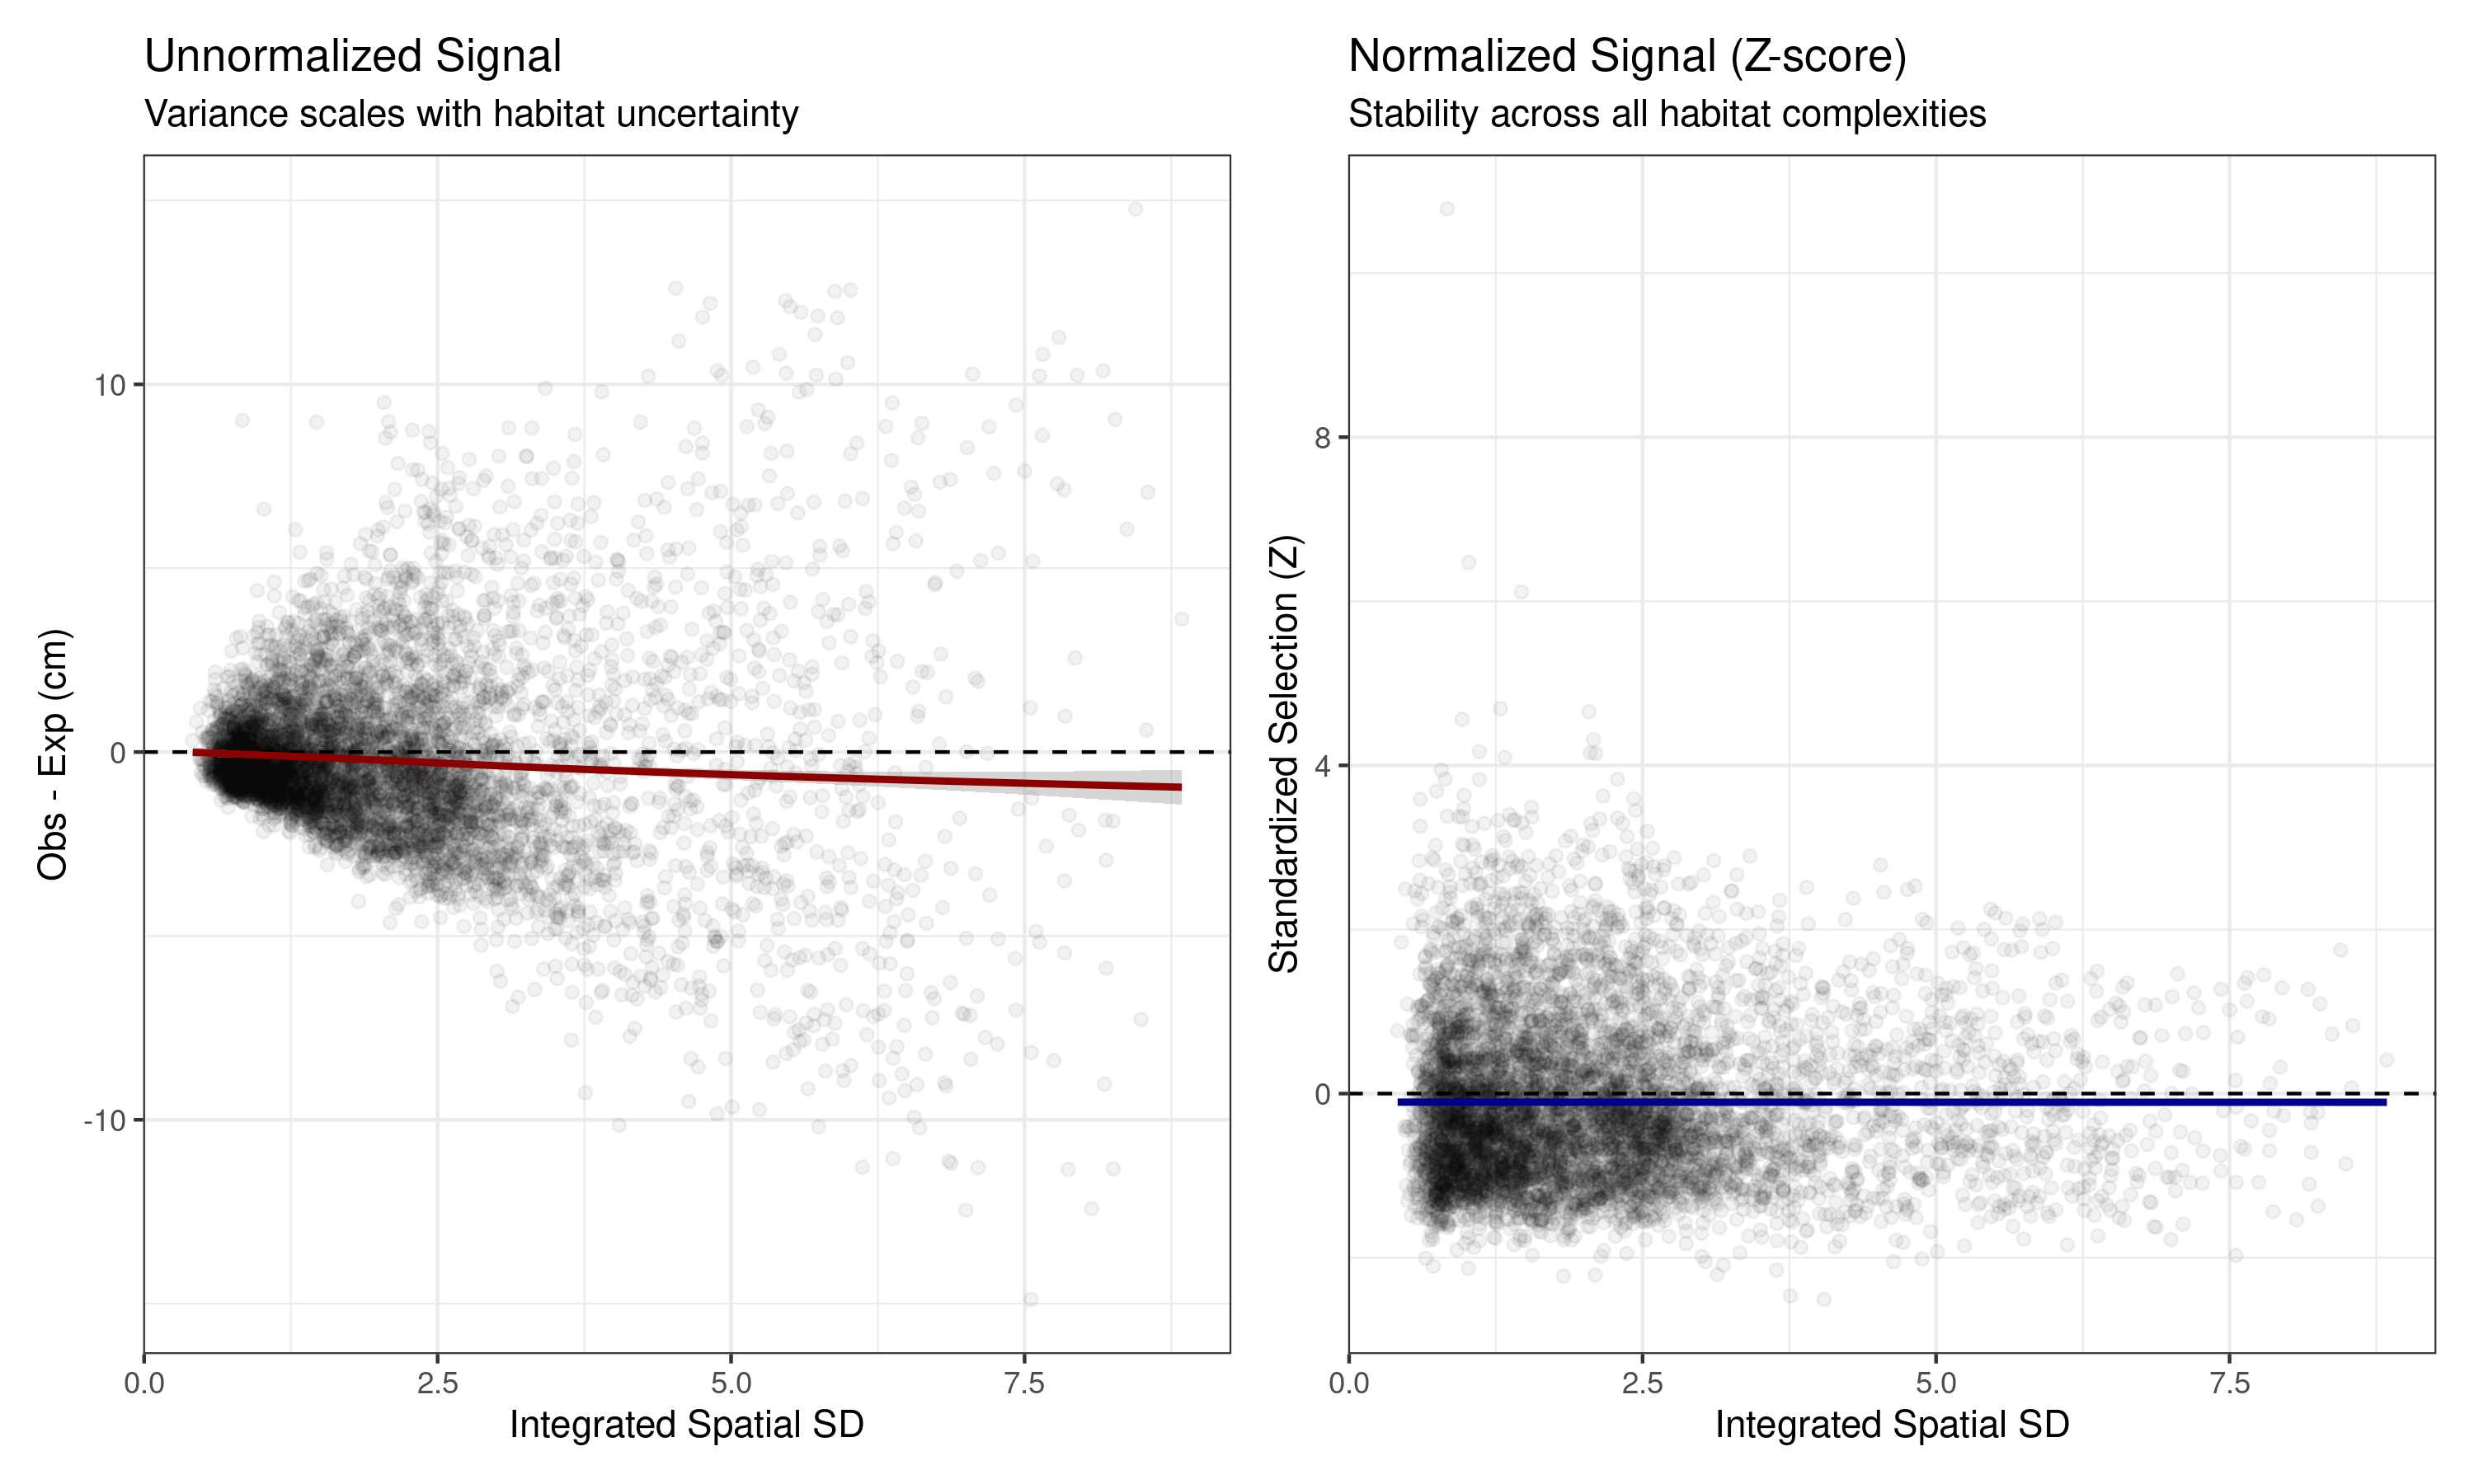 Unnormalized Signal
Variance scales with habitat uncertainty
Obs - Exp (cm)
10
0
-10
0.0
2.5
5.0
7.5
Integrated Spatial SD
Normalized Signal (Z-score)
Stability across all habitat complexities
Standardized Selection (Z)
8
4
0
0.0
2.5
5.0
7.5
Integrated Spatial SD